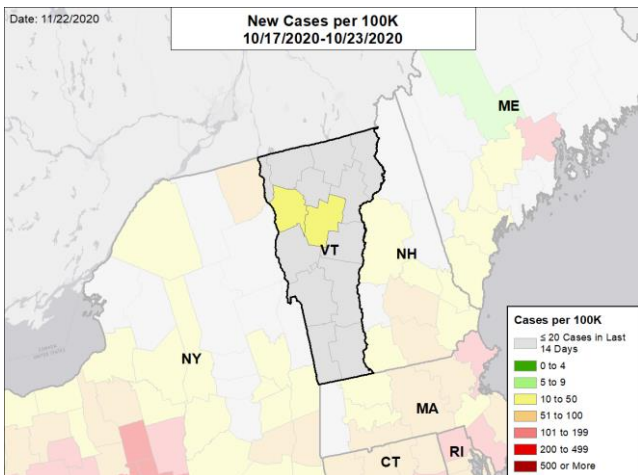 Date: 11/22/2020
New Cases per 100K
10/17/2020-10/23/2020
ME
VT
NH
NY
MA
CT
RI
Cases per 100K
≤ 20 Cases in Last
14 Days
0 to 4
5 to 9
10 to 50
51 to 100
101 to 199
200 to 499
500 or More